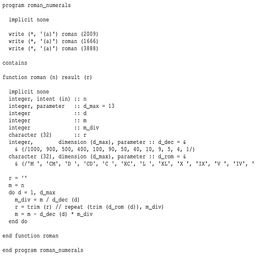 program roman_numerals
implicit none
write (*, '(a)') roman (2009)
write (*, '(a)') roman (1666)
write (*, '(a)') roman (3888)
contains
function roman (n) result (r)
implicit none
integer, intent (in) :: n
integer, parameter :: d_max = 13
integer :: d
integer :: m
integer :: m_div
character (32) :: r
integer, dimension (d_max), parameter :: d_dec = &
& (/1000, 900, 500, 400, 100, 90, 50, 40, 10, 9, 5, 4, 1/)
character (32), dimension (d_max), parameter :: d_rom = &
& (/'M ', 'CM', 'D ', 'CD', 'C ', 'XC', 'L ', 'XL', 'X ', 'IX', 'V ', 'IV', '
r = ''
m = n
do d = 1, d_max
m_div = m / d_dec (d)
r = trim (r) // repeat (trim (d_rom (d)), m_div)
m = m - d_dec (d) * m_div
end do
end function roman
end program roman_numerals